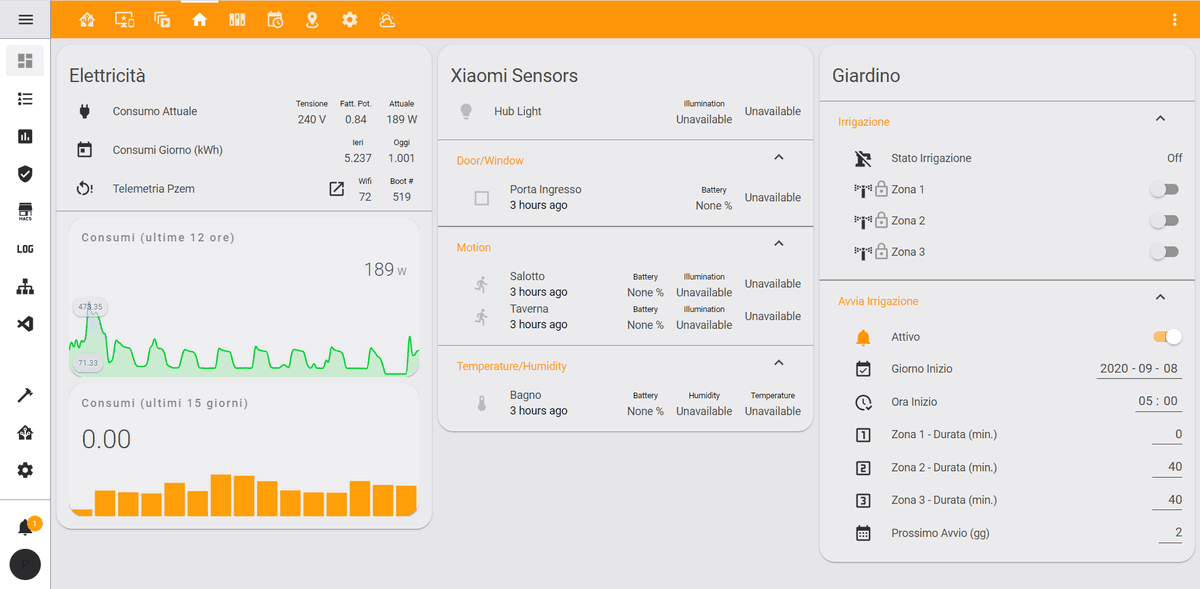 HACS
LOG
1
P
Elettricità
Consumo Attuale
Tensione Fatt. Pot. Attuale
240 V 0.84 189 W
Consumi Giorno (kWh)
Ieri Oggi
5.237 1.001
Telemetria Pzem
Wifi Boot #
72 519
Consumi (ultime 12 ore)
189 W
473.35
71.33
Consumi (ultimi 15 giorni)
0.00
Xiaomi Sensors
Hub Light
Illumination
Unavailable
Unavailable
Door/Window
Porta Ingresso
3 hours ago
Battery
None %
Unavailable
Motion
Salotto
3 hours ago
Battery Illumination
None % Unavailable
Unavailable
Taverna
3 hours ago
Battery Illumination
None % Unavailable
Unavailable
Temperature/Humidity
Bagno
3 hours ago
Battery Humidity Temperature
None % Unavailable Unavailable
Giardino
Irrigazione
Stato Irrigazione Off
Zona 1
Zona 2
Zona 3
Avvia Irrigazione
Attivo
Giorno Inizio 2020 - 09 - 08
Ora Inizio 05 : 00
1 Zona 1 - Durata (min.) 0
2 Zona 2 - Durata (min.) 40
3 Zona 3 - Durata (min.) 40
Prossimo Avvio (gg) 2